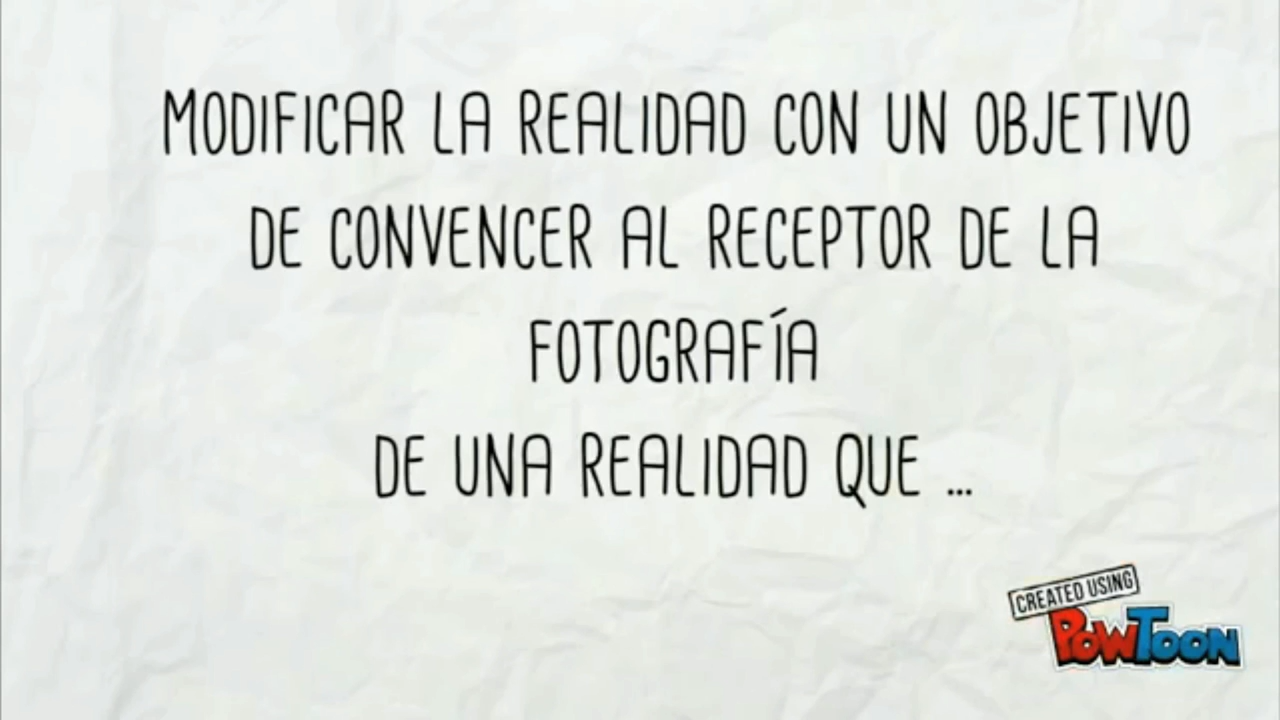 MODIFICAR LA REALIDAD CON UN OBJETIVO
DE CONVENCER AL RECEPTOR DE LA
FOTOGRAFÍA
DE UNA REALIDAD QUE ...
CREATED USING
POWTOON